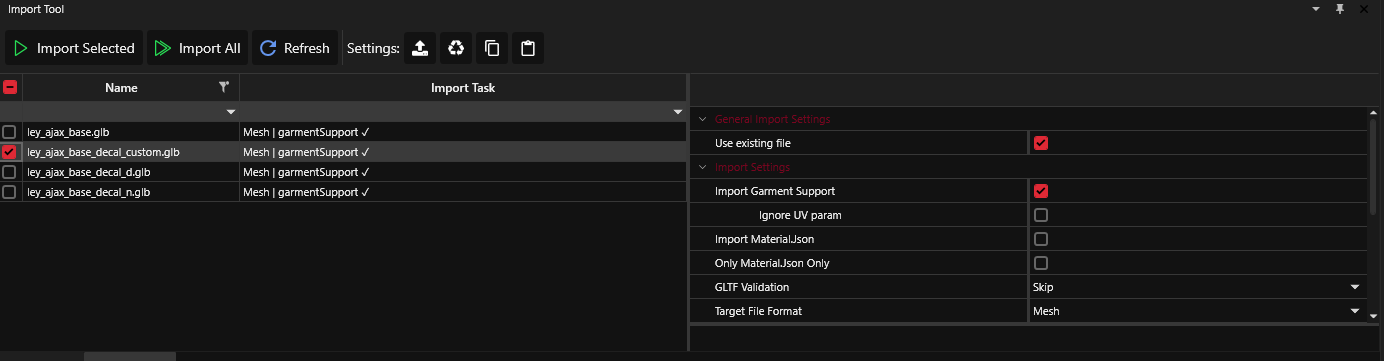 Import Tool
Import Selected Import All Refresh Settings:
Name Import Task
ley_ajax_base.glb Mesh | garmentSupport ✓
ley_ajax_base_decal_custom.glb Mesh | garmentSupport ✓
ley_ajax_base_decal_d.glb Mesh | garmentSupport ✓
ley_ajax_base_decal_n.glb Mesh | garmentSupport ✓
General Import Settings
Use existing file
Import Settings
Import Garment Support
Ignore UV param
Import Material.Json
Only Material.Json Only
GLTF Validation Skip
Target File Format Mesh